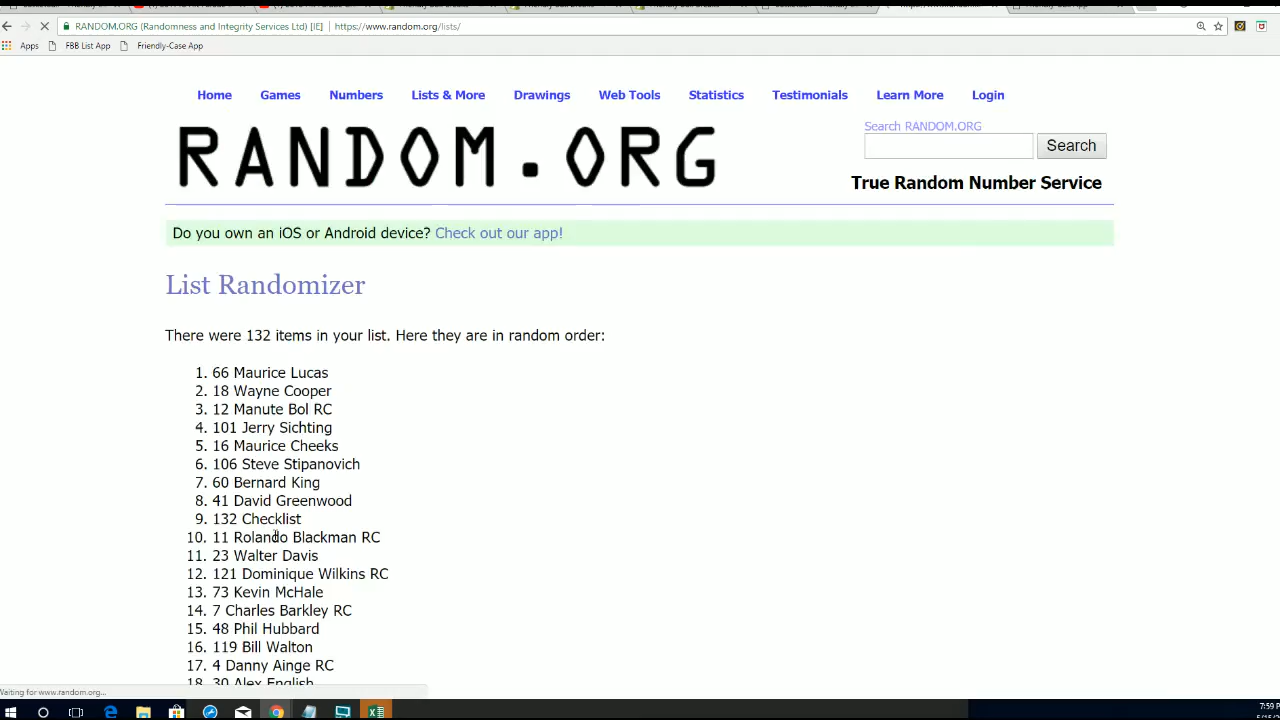 RANDOM.ORG (Randomness and Integrity Services Ltd) [IE] https://www.random.org/lists/
Apps FBB List App Friendly-Case App
Home Games Numbers Lists & More Drawings Web Tools Statistics Testimonials Learn More Login
RANDOM.ORG
Search RANDOM.ORG
Search
True Random Number Service
Do you own an iOS or Android device? Check out our app!
List Randomizer
There were 132 items in your list. Here they are in random order:
1. 66 Maurice Lucas
2. 18 Wayne Cooper
3. 12 Manute Bol RC
4. 101 Jerry Sichting
5. 16 Maurice Cheeks
6. 106 Steve Stipanovich
7. 60 Bernard King
8. 41 David Greenwood
9. 132 Checklist
10. 11 Rolando Blackman RC
11. 23 Walter Davis
12. 121 Dominique Wilkins RC
13. 73 Kevin McHale
14. 7 Charles Barkley RC
15. 48 Phil Hubbard
16. 119 Bill Walton
17. 4 Danny Ainge RC
18. 30 Alex English
Waiting for www.random.org...
7:59 P